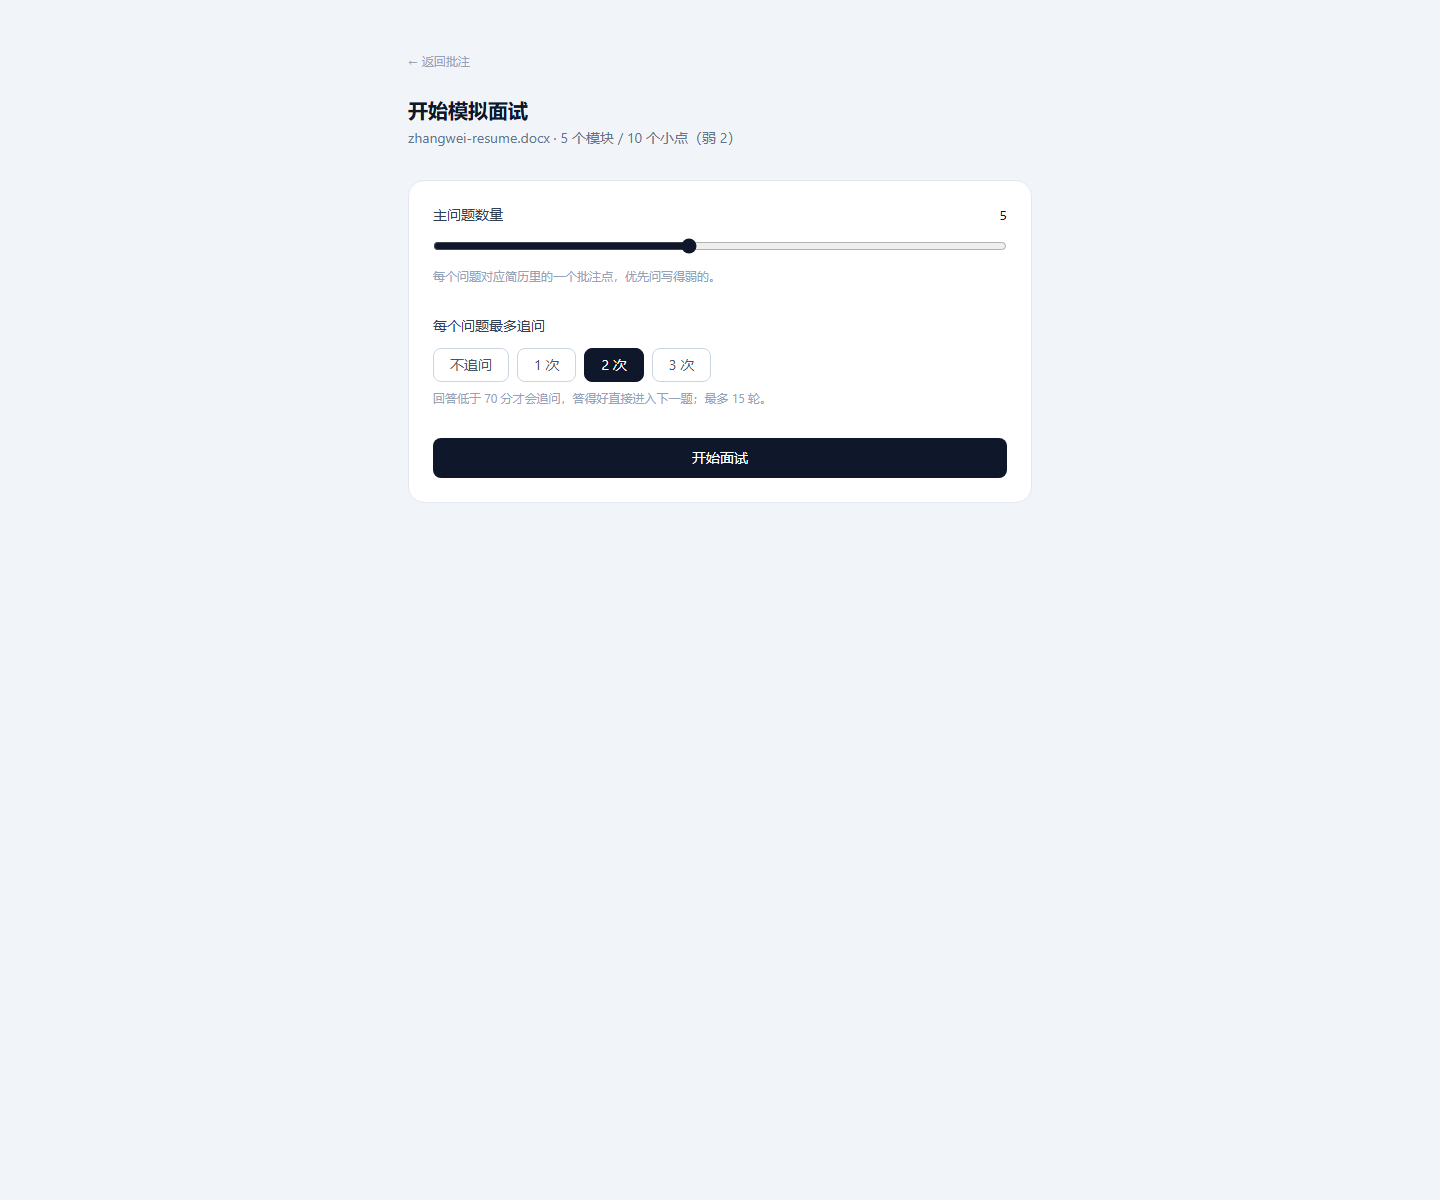 ← 返回批注
开始模拟面试
zhangwei-resume.docx · 5 个模块 / 10 个小点（弱 2）
主问题数量 5
每个问题对应简历里的一个批注点，优先问写得弱的。
每个问题最多追问
不追问 1 次 2 次 3 次
回答低于 70 分才会追问，答得好直接进入下一题；最多 15 轮。
开始面试